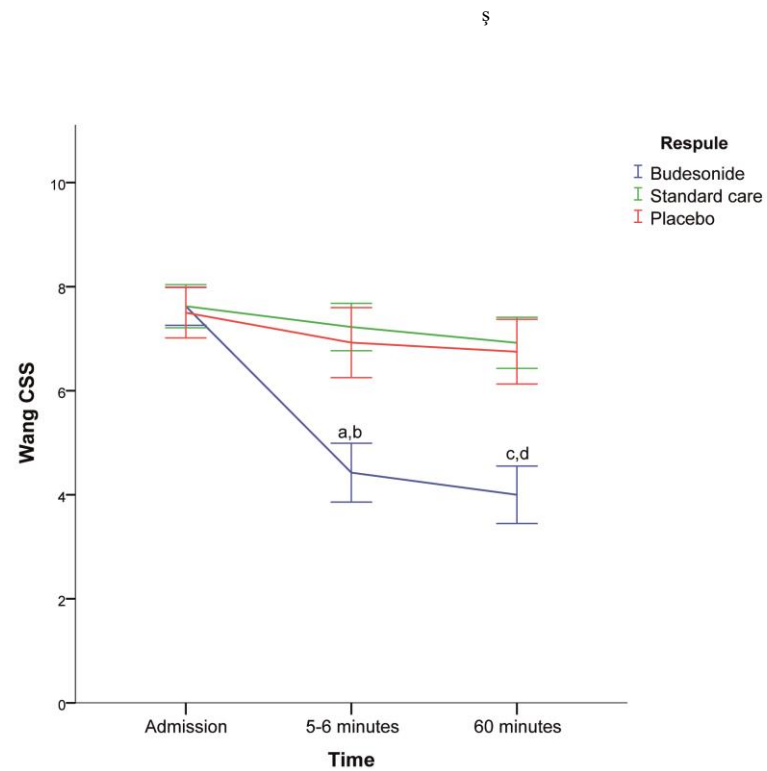 ş
Respule
Budesonide
Standard care
Placebo
10
8
6
4
2
0
Wang CSS
a,b
c,d
Admission 5-6 minutes 60 minutes
Time